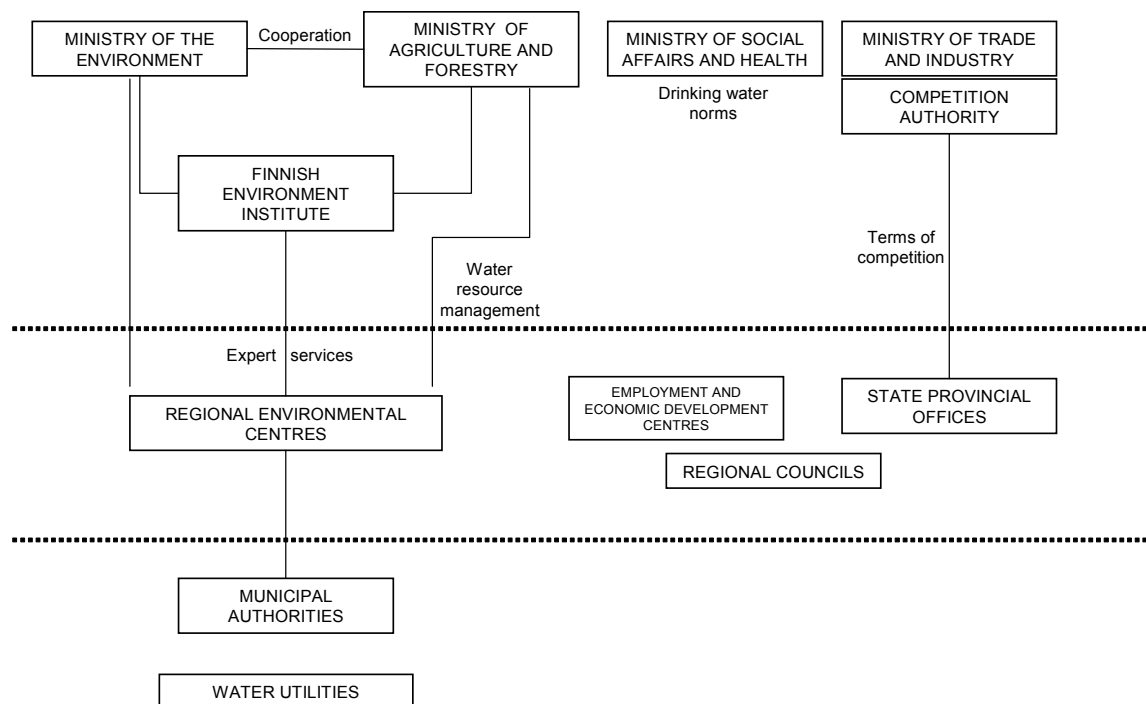 MINISTRY OF THE
ENVIRONMENT
Cooperation
MINISTRY OF
AGRICULTURE AND
FORESTRY
MINISTRY OF SOCIAL
AFFAIRS AND HEALTH
Drinking water
norms
MINISTRY OF TRADE
AND INDUSTRY
COMPETITION
AUTHORITY
FINNISH
ENVIRONMENT
INSTITUTE
Water
resource
management
Terms of
competition
Expert services
REGIONAL ENVIRONMENTAL
CENTRES
EMPLOYMENT AND
ECONOMIC DEVELOPMENT
CENTRES
STATE PROVINCIAL
OFFICES
REGIONAL COUNCILS
MUNICIPAL
AUTHORITIES
WATER UTILITIES